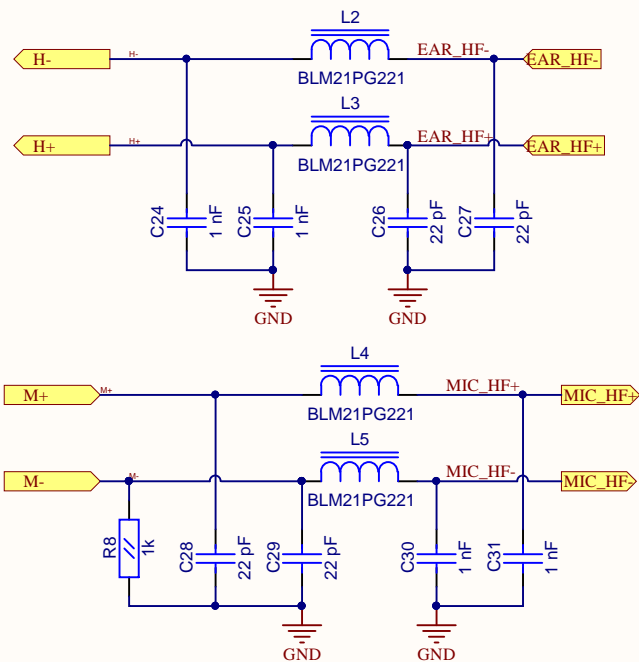 L2
H-
H-
EAR_HF-
EAR_HF-
BLM21PG221
L3
H+
H+
EAR_HF+
EAR_HF+
BLM21PG221
C24
1 nF
C25
1 nF
C26
22 pF
C27
22 pF
GND
GND
L4
M+
M+
MIC_HF+
MIC_HF+
BLM21PG221
L5
M-
M-
MIC_HF-
MIC_HF-
BLM21PG221
R8
1k
C28
22 pF
C29
22 pF
C30
1 nF
C31
1 nF
GND
GND